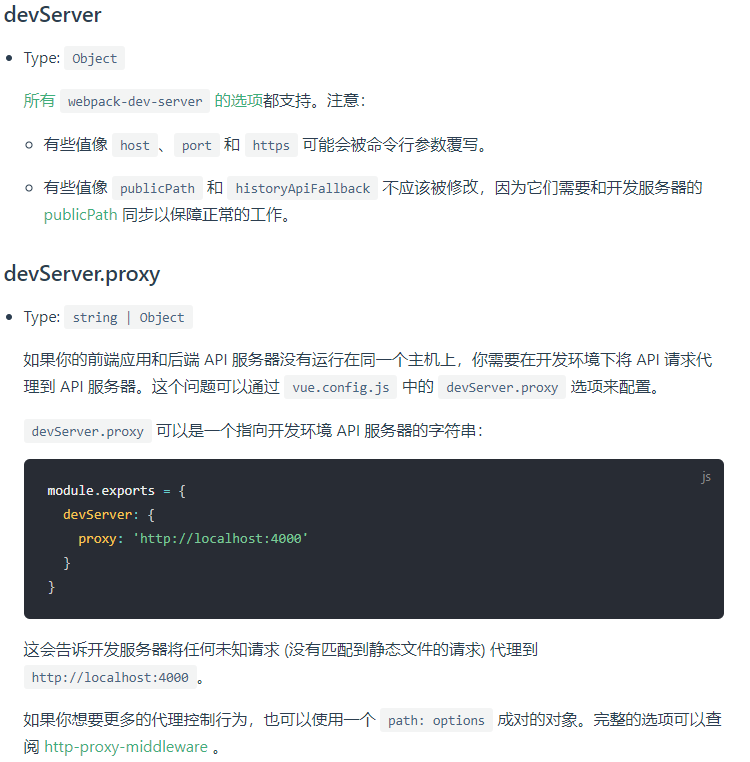 devServer
Type: Object
所有 webpack-dev-server 的选项都支持。注意：
有些值像 host 、 port 和 https 可能会被命令行参数覆写。
有些值像 publicPath 和 historyApiFallback 不应该被修改，因为它们需要和开发服务器的
publicPath 同步以保障正常的工作。
devServer.proxy
Type: string | Object
如果你的前端应用和后端 API 服务器没有运行在同一个主机上，你需要在开发环境下将 API 请求代
理到 API 服务器。这个问题可以通过 vue.config.js 中的 devServer.proxy 选项来配置。
devServer.proxy 可以是一个指向开发环境 API 服务器的字符串：
js
module.exports = {
  devServer: {
    proxy: 'http://localhost:4000'
  }
}
这会告诉开发服务器将任何未知请求 (没有匹配到静态文件的请求) 代理到
http://localhost:4000 。
如果你想要更多的代理控制行为，也可以使用一个 path: options 成对的对象。完整的选项可以查
阅 http-proxy-middleware 。